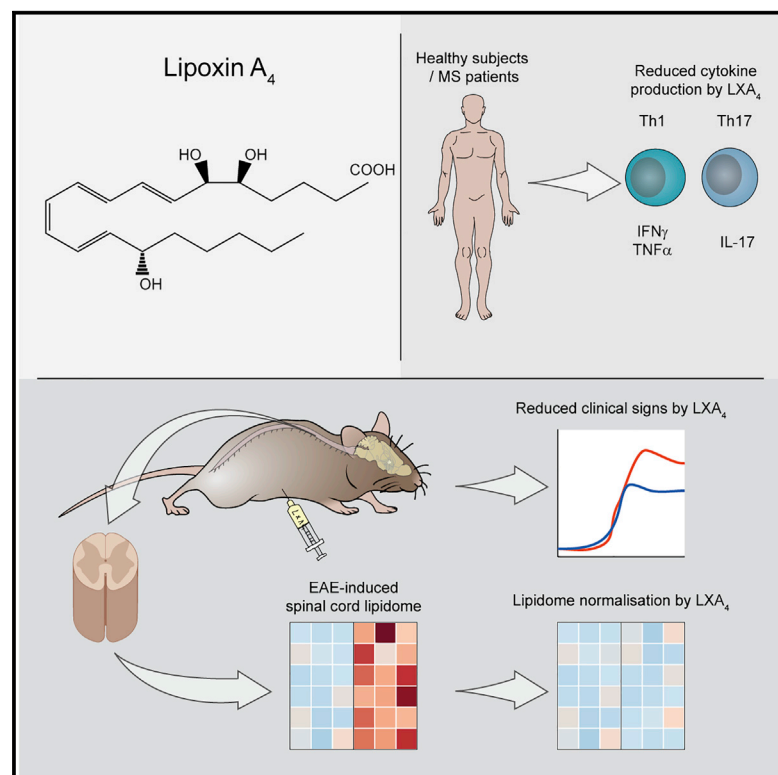 Lipoxin A₄
HO
OH
COOH
OH
Healthy subjects
/ MS patients
Reduced cytokine
production by LXA₄
Th1
Th17
IFNγ
TNFα
IL-17
Reduced clinical signs by LXA₄
LxA
EAE-induced
spinal cord lipidome
Lipidome normalisation by LXA₄